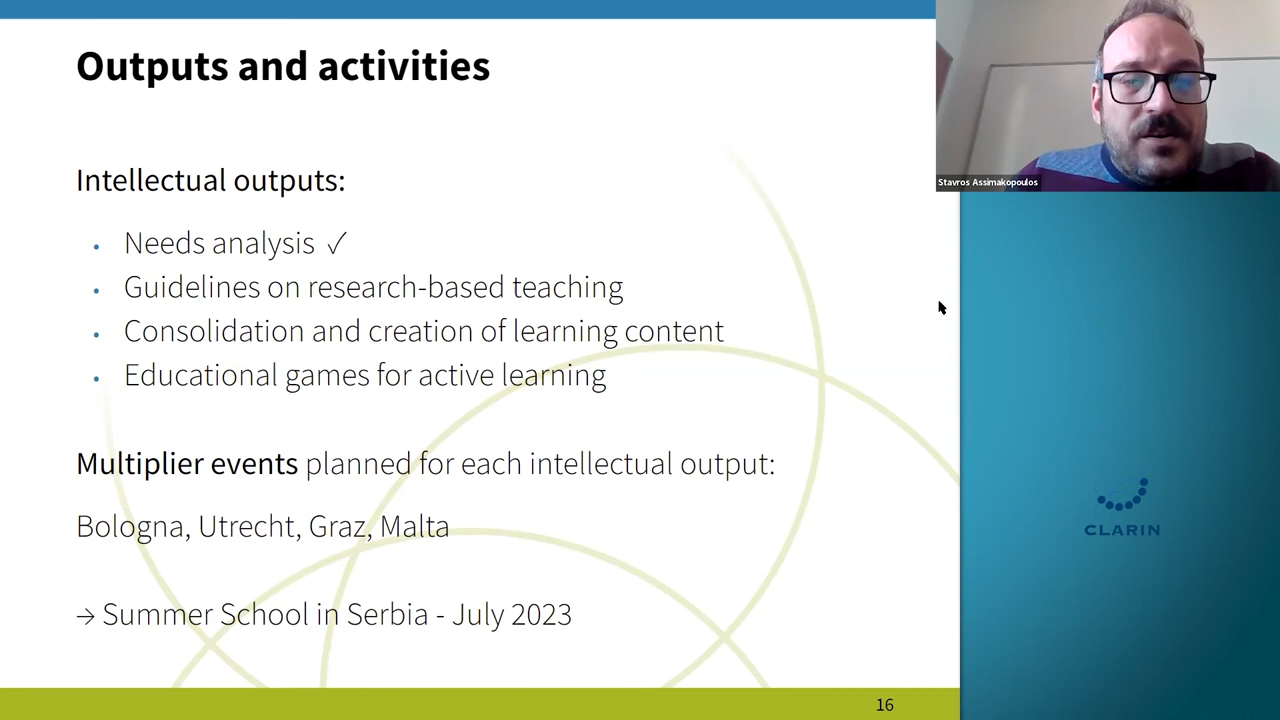 Outputs and activities
Intellectual outputs:
• Needs analysis ✓
• Guidelines on research-based teaching
• Consolidation and creation of learning content
• Educational games for active learning
Multiplier events planned for each intellectual output:
Bologna, Utrecht, Graz, Malta
→ Summer School in Serbia - July 2023
16
Stavros Assimakopoulos
CLARIN